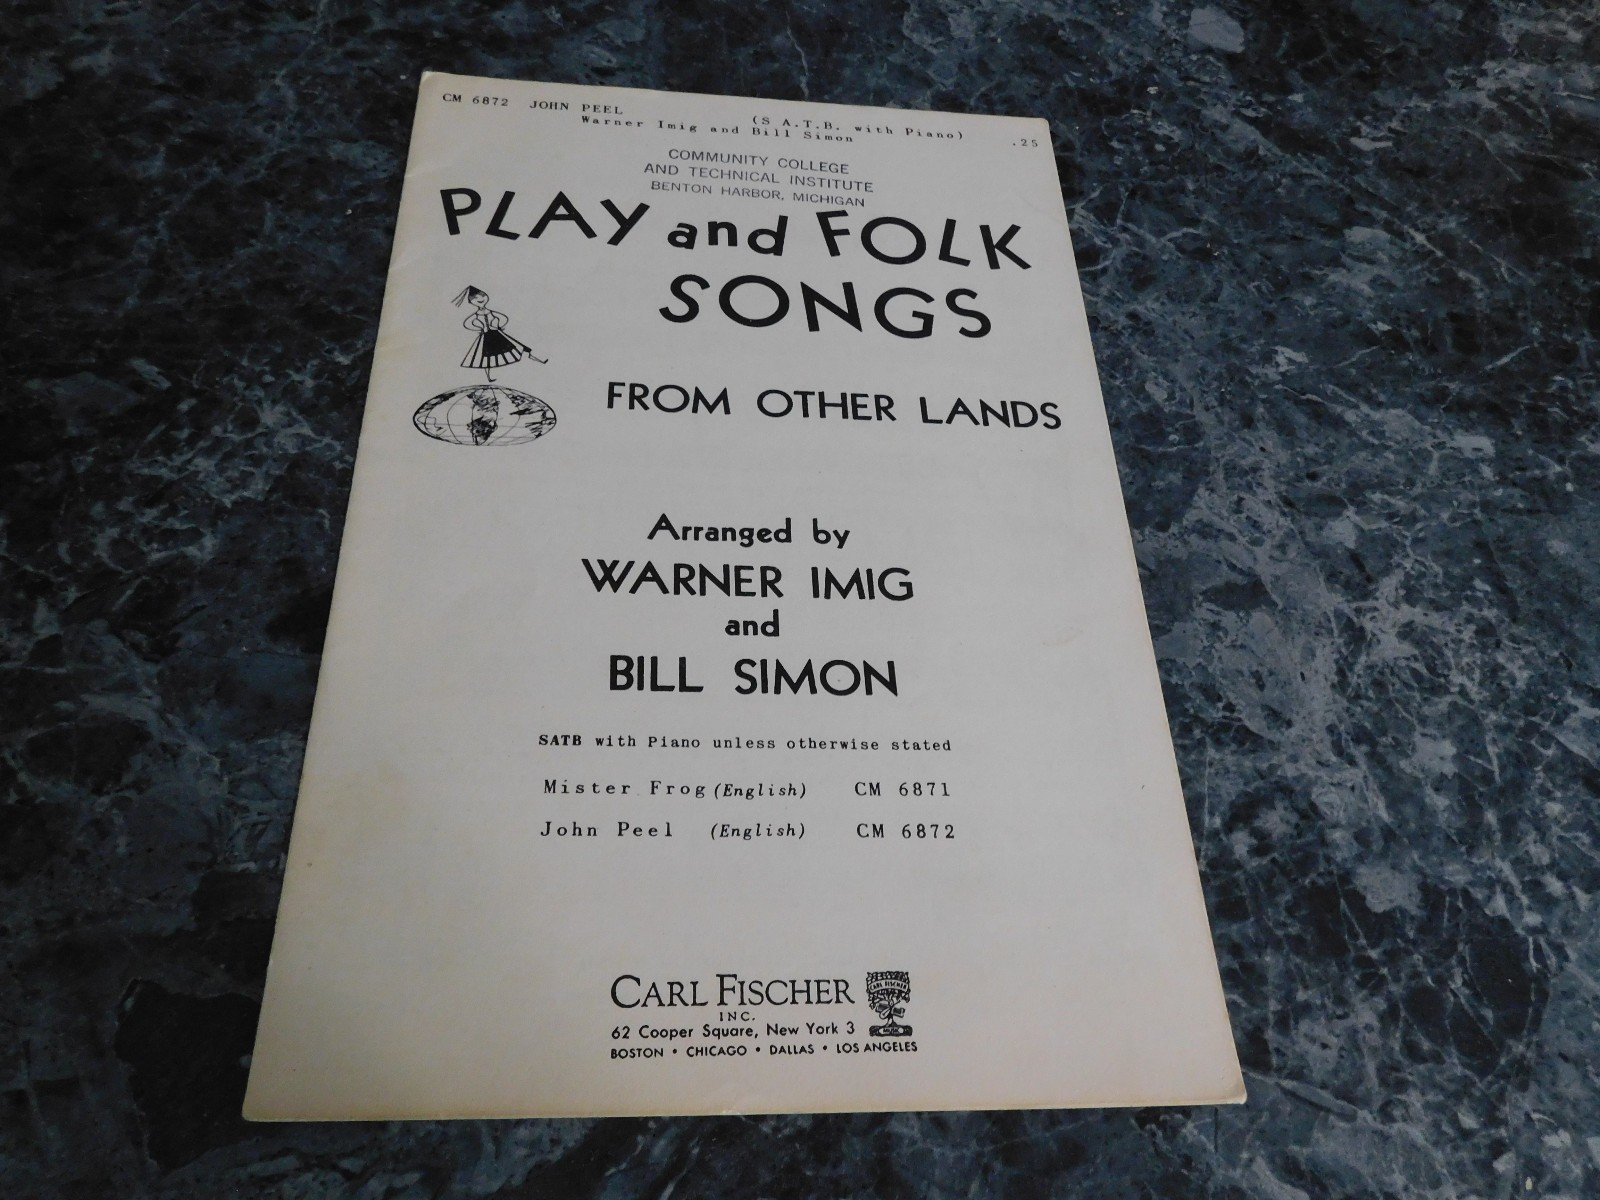 CM 6872 JOHN PEEL (S A.T.B. with Piano) .25
Warner Imig and Bill Simon
COMMUNITY COLLEGE
AND TECHNICAL INSTITUTE
BENTON HARBOR, MICHIGAN
PLAY and FOLK
SONGS
FROM OTHER LANDS
Arranged by
WARNER IMIG
and
BILL SIMON
SATB with Piano unless otherwise stated
Mister Frog (English) CM 6871
John Peel (English) CM 6872
CARL FISCHER
INC.
62 Cooper Square, New York 3
BOSTON • CHICAGO • DALLAS • LOS ANGELES
CARL FISCHER
MUSIC